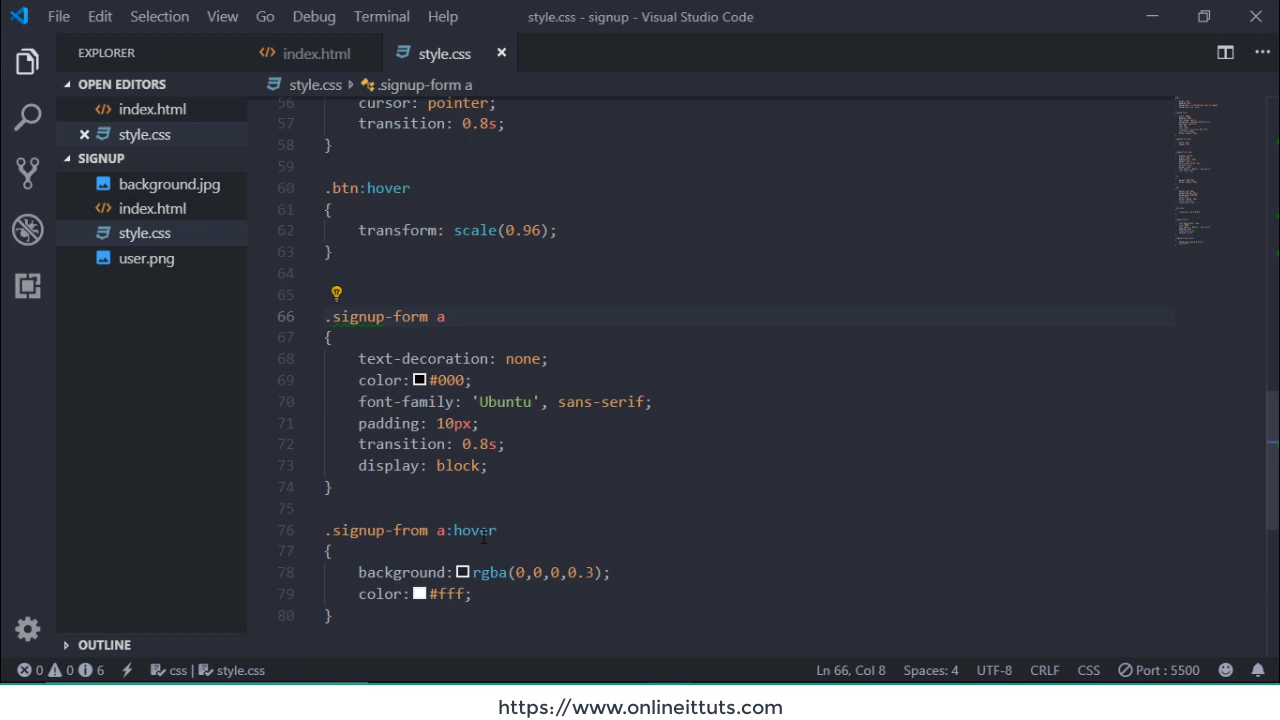 File Edit Selection View Go Debug Terminal Help style.css - signup - Visual Studio Code
EXPLORER
index.html
style.css
OPEN EDITORS
index.html
style.css
SIGNUP
background.jpg
index.html
style.css
user.png
OUTLINE
style.css .signup-form a
56 cursor: pointer;
57 transition: 0.8s;
58 }
59
60 .btn:hover
61 {
62 transform: scale(0.96);
63 }
64
65
66 .signup-form a
67 {
68 text-decoration: none;
69 color: #000;
70 font-family: 'Ubuntu', sans-serif;
71 padding: 10px;
72 transition: 0.8s;
73 display: block;
74 }
75
76 .signup-from a:hover
77 {
78 background: rgba(0,0,0,0.3);
79 color: #fff;
80 }
0 0 6 css | style.css Ln 66, Col 8 Spaces: 4 UTF-8 CRLF CSS Port : 5500
https://www.onlineittuts.com